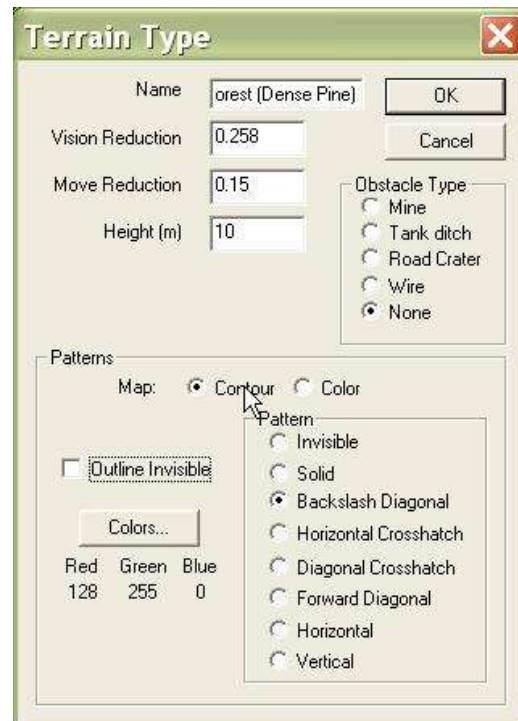 Terrain Type
Name orest (Dense Pine) OK
Vision Reduction 0.258 Cancel
Move Reduction 0.15
Height (m) 10
Obstacle Type
Mine
Tank ditch
Road Crater
Wire
None
Patterns
Map: Contour Color
Pattern
Invisible
Outline Invisible
Solid
Backslash Diagonal
Colors...
Horizontal Crosshatch
Red Green Blue
128 255 0
Diagonal Crosshatch
Forward Diagonal
Horizontal
Vertical